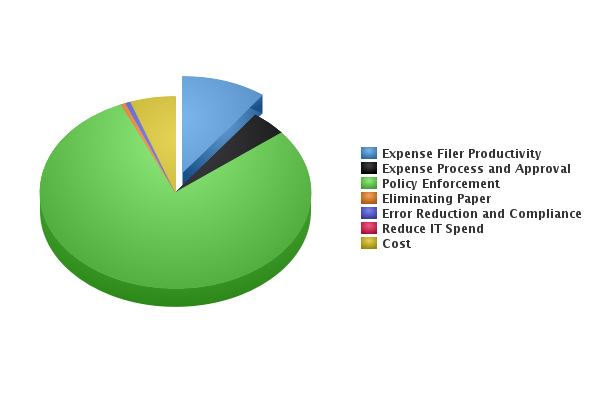 Expense Filer Productivity
Expense Process and Approval
Policy Enforcement
Eliminating Paper
Error Reduction and Compliance
Reduce IT Spend
Cost